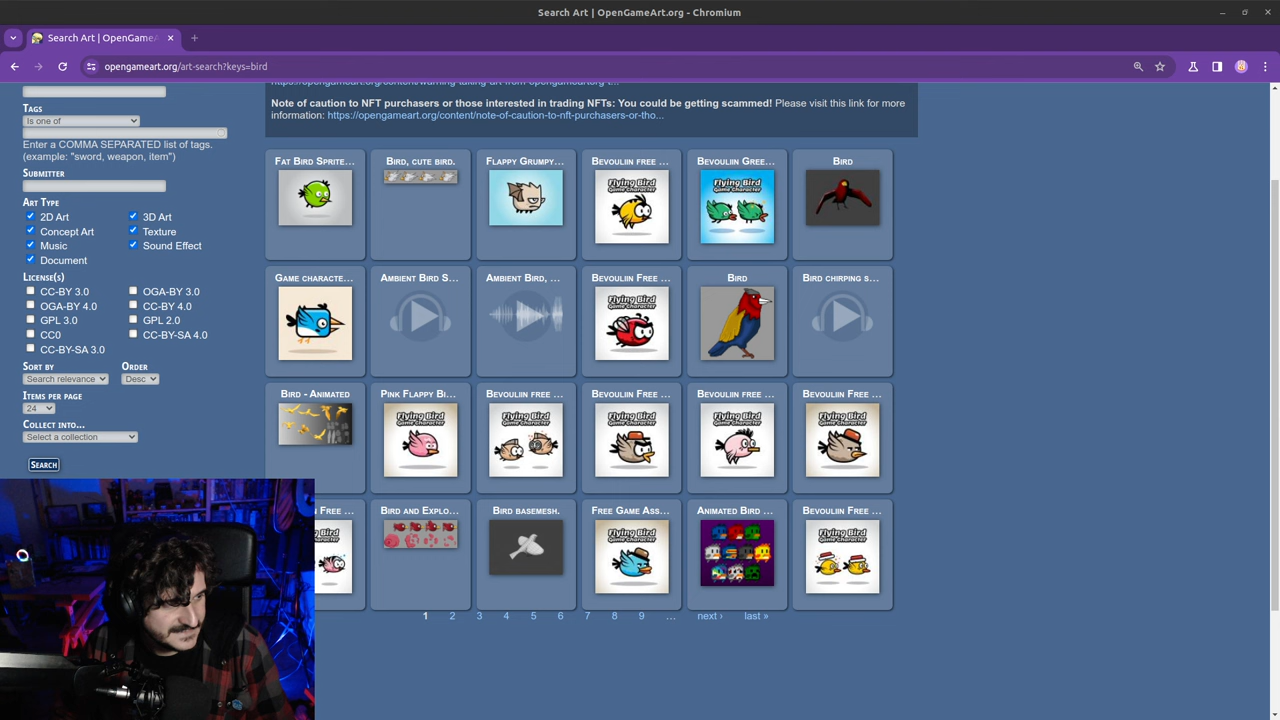 Search Art | OpenGameArt.org - Chromium
Search Art | OpenGameA
opengameart.org/art-search?keys=bird
https://opengameart.org/content/warning-taking-art-from-opengameartorg-t...
Note of caution to NFT purchasers or those interested in trading NFTs: You could be getting scammed! Please visit this link for more
information: https://opengameart.org/content/note-of-caution-to-nft-purchasers-or-tho...
Tags
Is one of
Enter a COMMA SEPARATED list of tags.
(example: "sword, weapon, item")
Submitter
Art Type
2D Art
3D Art
Concept Art
Texture
Music
Sound Effect
Document
License(s)
CC-BY 3.0
OGA-BY 3.0
OGA-BY 4.0
CC-BY 4.0
GPL 3.0
GPL 2.0
CC0
CC-BY-SA 4.0
CC-BY-SA 3.0
Sort by
Order
Search relevance
Desc
Items per page
24
Collect into...
Select a collection
Search
Fat Bird Sprite...
Bird, cute bird.
Flappy Grumpy...
Bevouliin free ...
Bevouliin Gree...
Bird
Flying Bird
Game Character
Flying Bird
Game Character
Game characte...
Ambient Bird S...
Ambient Bird, ...
Bevouliin Free ...
Bird
Bird chirping s...
Flying Bird
Game Character
Bird - Animated
Pink Flappy Bi...
Bevouliin free ...
Bevouliin free ...
Bevouliin free ...
Bevouliin Free ...
Flying Bird
Game Character
Flying Bird
Game Character
Flying Bird
Game Character
Flying Bird
Game Character
Flying Bird
Game Character
n Free ...
Bird and Explo...
Bird basemesh.
Free Game Ass...
Animated Bird ...
Bevouliin Free ...
Flying Bird
Game Character
Flying Bird
Game Character
1 2 3 4 5 6 7 8 9 … next › last »